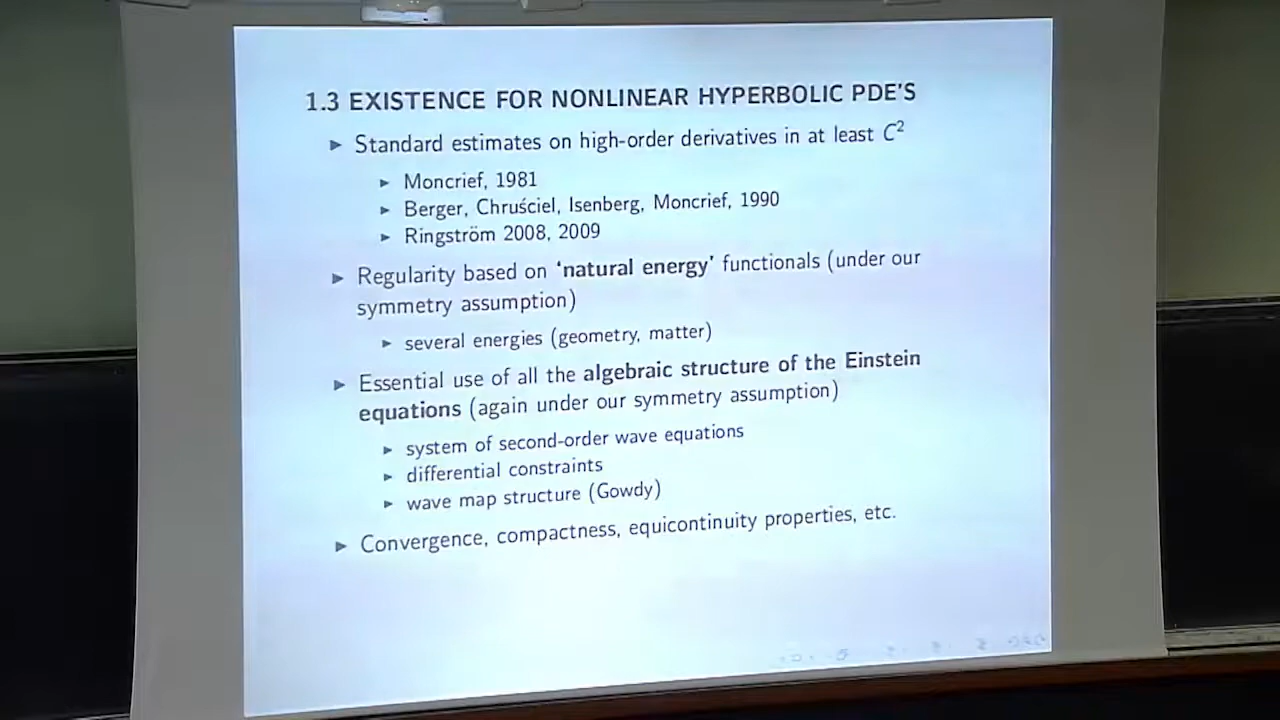 1.3 EXISTENCE FOR NONLINEAR HYPERBOLIC PDE'S
▶ Standard estimates on high-order derivatives in at least C²
▶ Moncrief, 1981
▶ Berger, Chruściel, Isenberg, Moncrief, 1990
▶ Ringström 2008, 2009
▶ Regularity based on 'natural energy' functionals (under our
symmetry assumption)
▶ several energies (geometry, matter)
▶ Essential use of all the algebraic structure of the Einstein
equations (again under our symmetry assumption)
▶ system of second-order wave equations
▶ differential constraints
▶ wave map structure (Gowdy)
▶ Convergence, compactness, equicontinuity properties, etc.